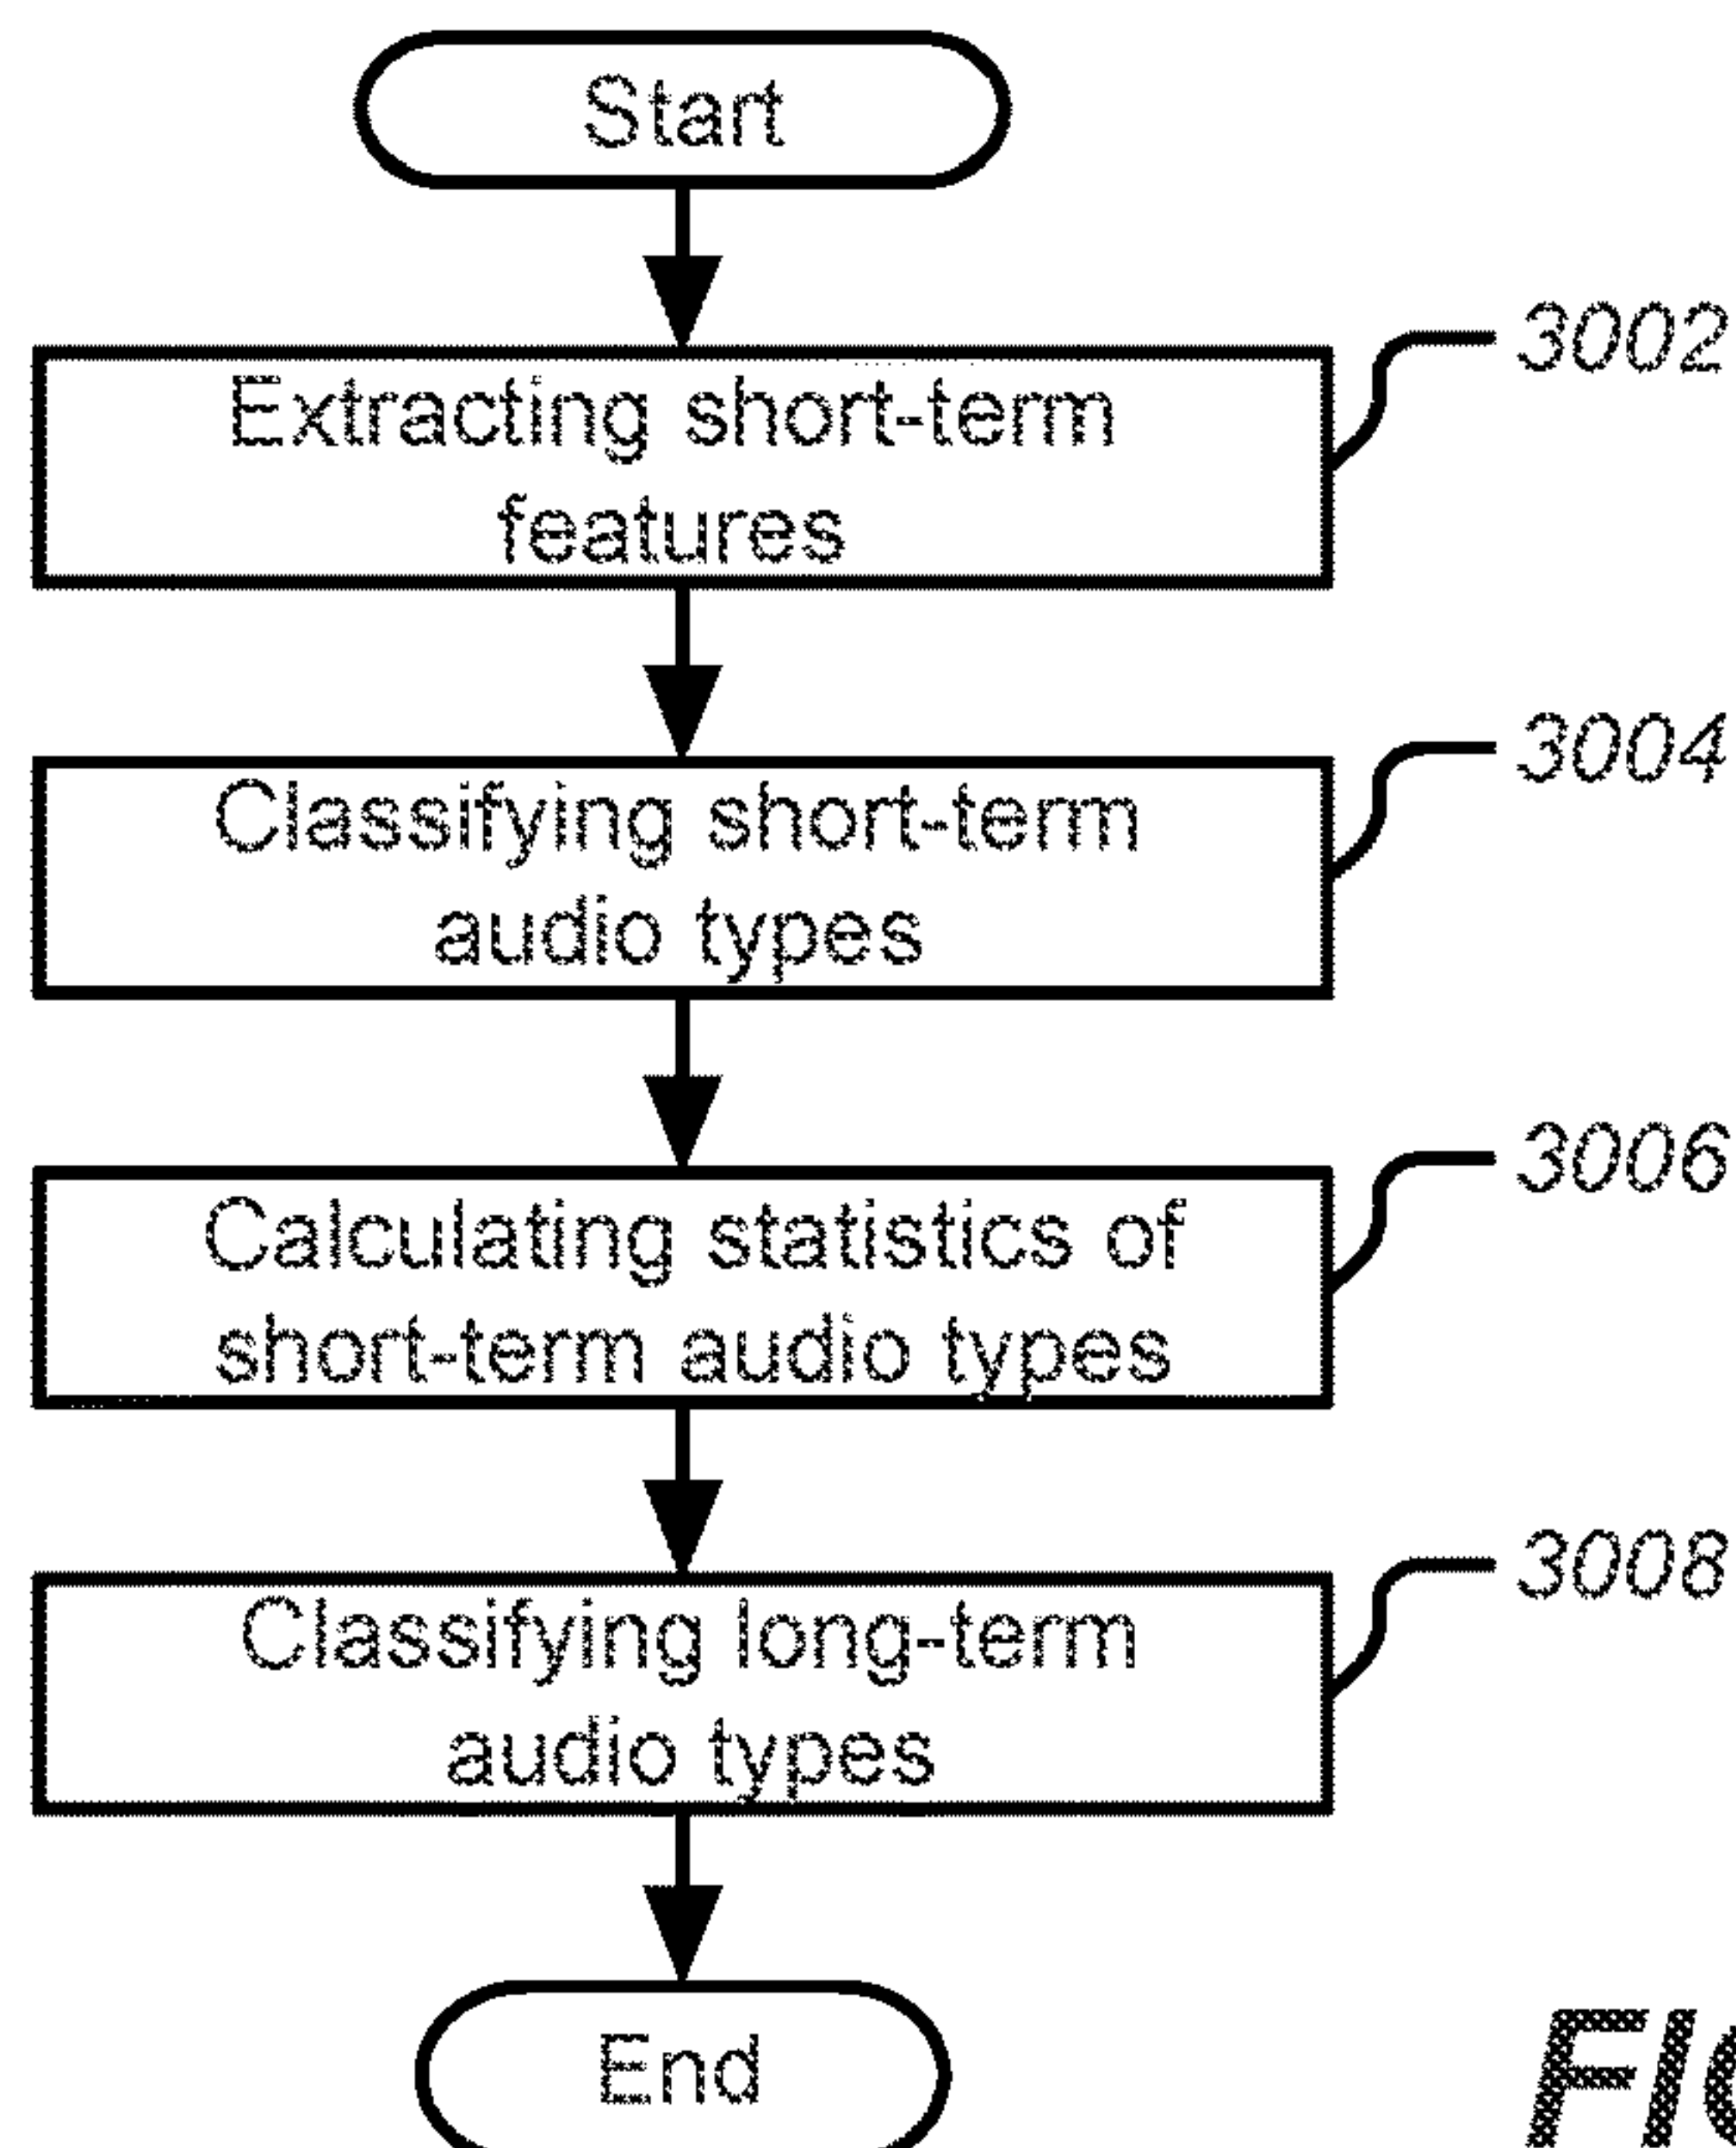 Start
3002
Extracting short-term
features
3004
Classifying short-term
audio types
3006
Calculating statistics of
short-term audio types
3008
Classifying long-term
audio types
End